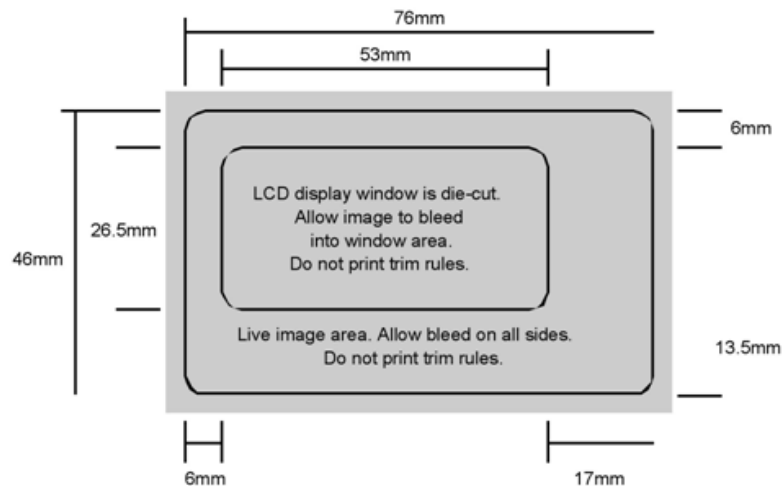 76mm
53mm
6mm
LCD display window is die-cut.
Allow image to bleed
into window area.
Do not print trim rules.
26.5mm
46mm
Live image area. Allow bleed on all sides.
Do not print trim rules.
13.5mm
6mm
17mm